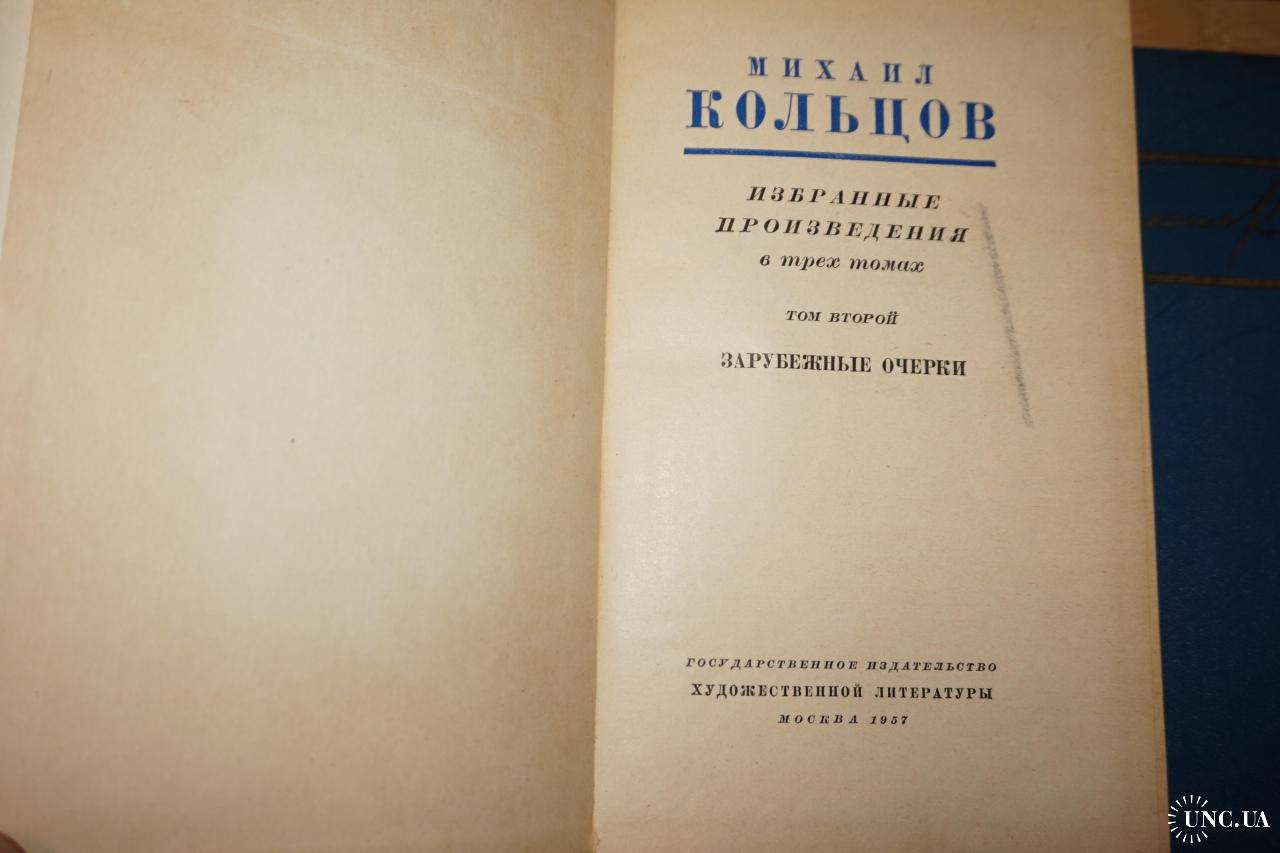 МИХАИЛ
КОЛЬЦОВ
ИЗБРАННЫЕ
ПРОИЗВЕДЕНИЯ
в трех томах
ТОМ ВТОРОЙ
ЗАРУБЕЖНЫЕ ОЧЕРКИ
ГОСУДАРСТВЕННОЕ ИЗДАТЕЛЬСТВО
ХУДОЖЕСТВЕННОЙ ЛИТЕРАТУРЫ
МОСКВА 1957
UNC.UA